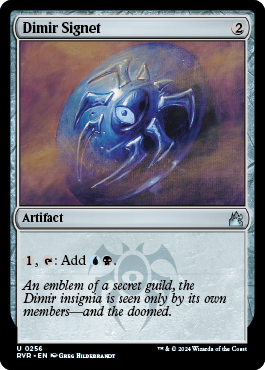 Dimir Signet 2
Artifact
1, : Add .
An emblem of a secret guild, the
Dimir insignia is seen only by its own
members—and the doomed.
U 0256
RVR • EN Greg Hildebrandt
™ & © 2024 Wizards of the Coast